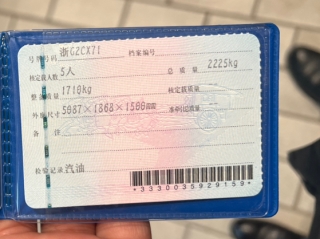 号牌号码 浙G2CX71 档案编号
核定载人数 5人 总质量 2225kg
整备质量 1710kg 核定载质量 --
外廓尺寸 5087×1868×1500mm 准牵引总质量 --
备注
检验记录 汽油
*3330035929159*